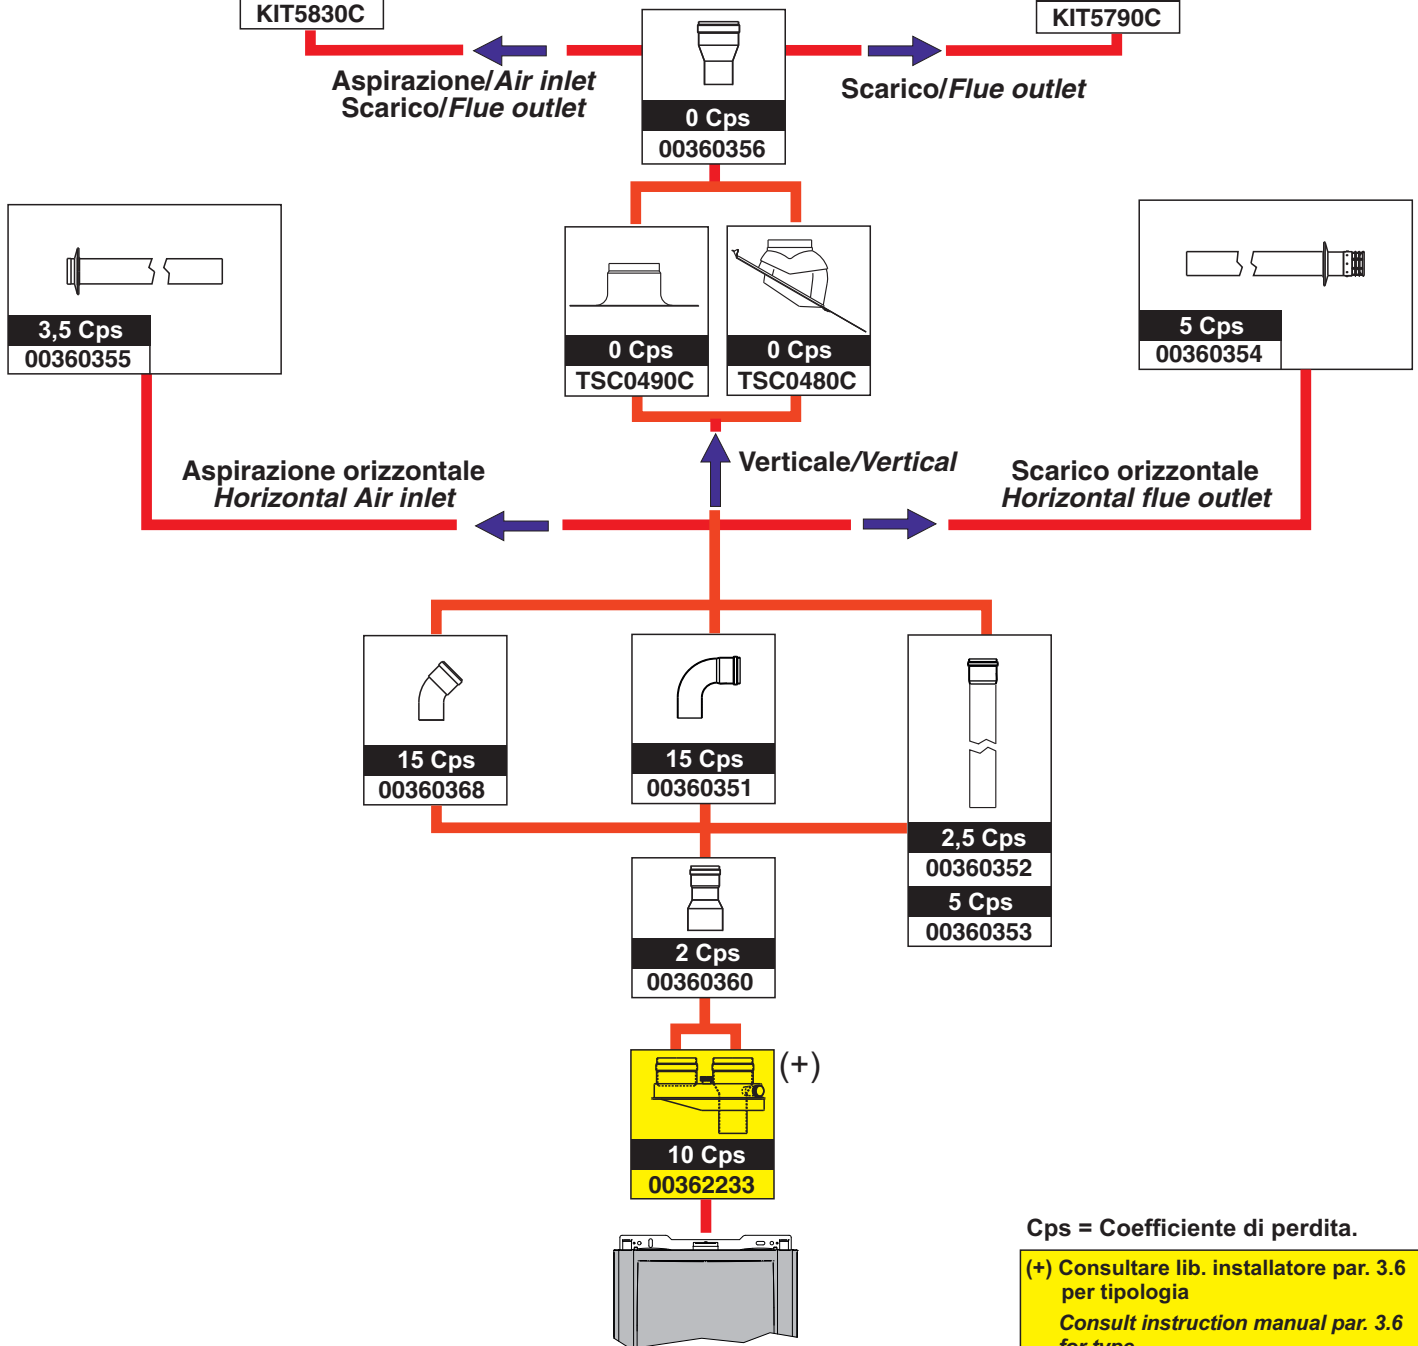 KIT5830C
KIT5790C
Aspirazione/Air inlet
Scarico/Flue outlet
Scarico/Flue outlet
0 Cps
00360356
3,5 Cps
00360355
0 Cps
TSC0490C
0 Cps
TSC0480C
5 Cps
00360354
Aspirazione orizzontale
Horizontal Air inlet
Verticale/Vertical
Scarico orizzontale
Horizontal flue outlet
15 Cps
00360368
15 Cps
00360351
2,5 Cps
00360352
5 Cps
00360353
2 Cps
00360360
(+)
10 Cps
00362233
Cps = Coefficiente di perdita.
(+) Consultare lib. installatore par. 3.6
per tipologia
Consult instruction manual par. 3.6
for type